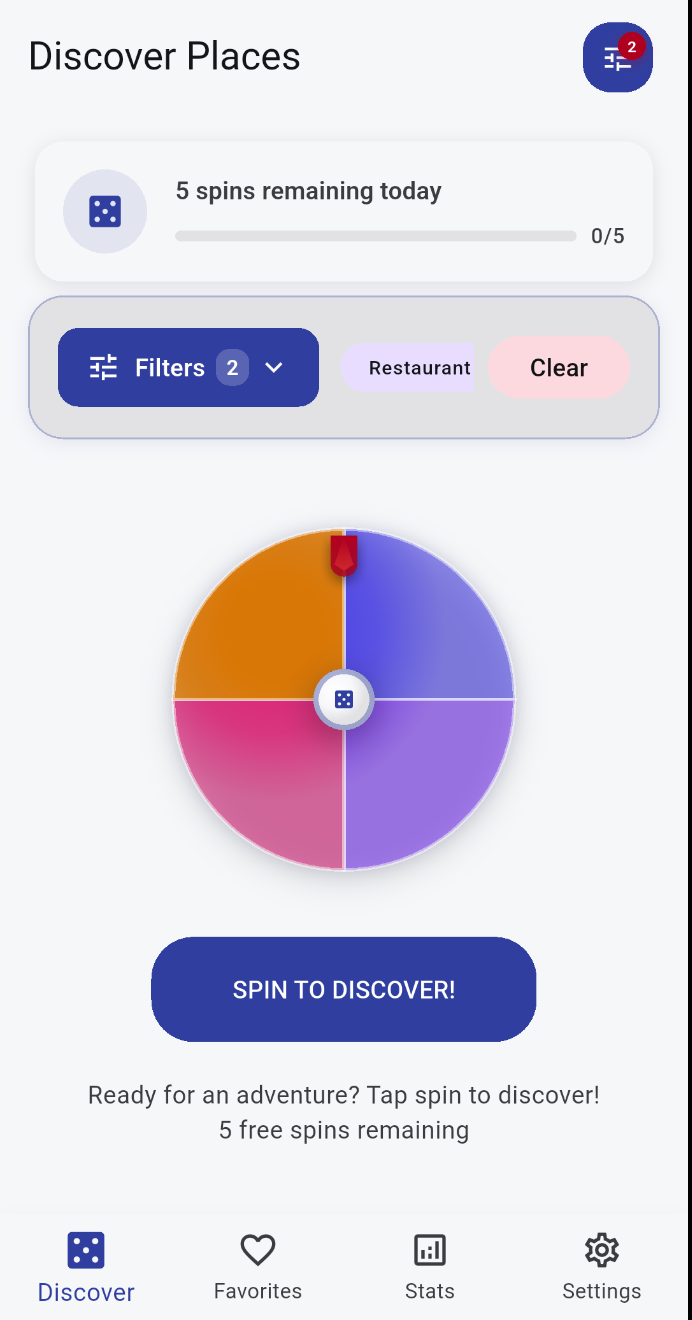 Discover Places
2
5 spins remaining today
0/5
Filters 2
Restaurant
Clear
SPIN TO DISCOVER!
Ready for an adventure? Tap spin to discover!
5 free spins remaining
Discover
Favorites
Stats
Settings